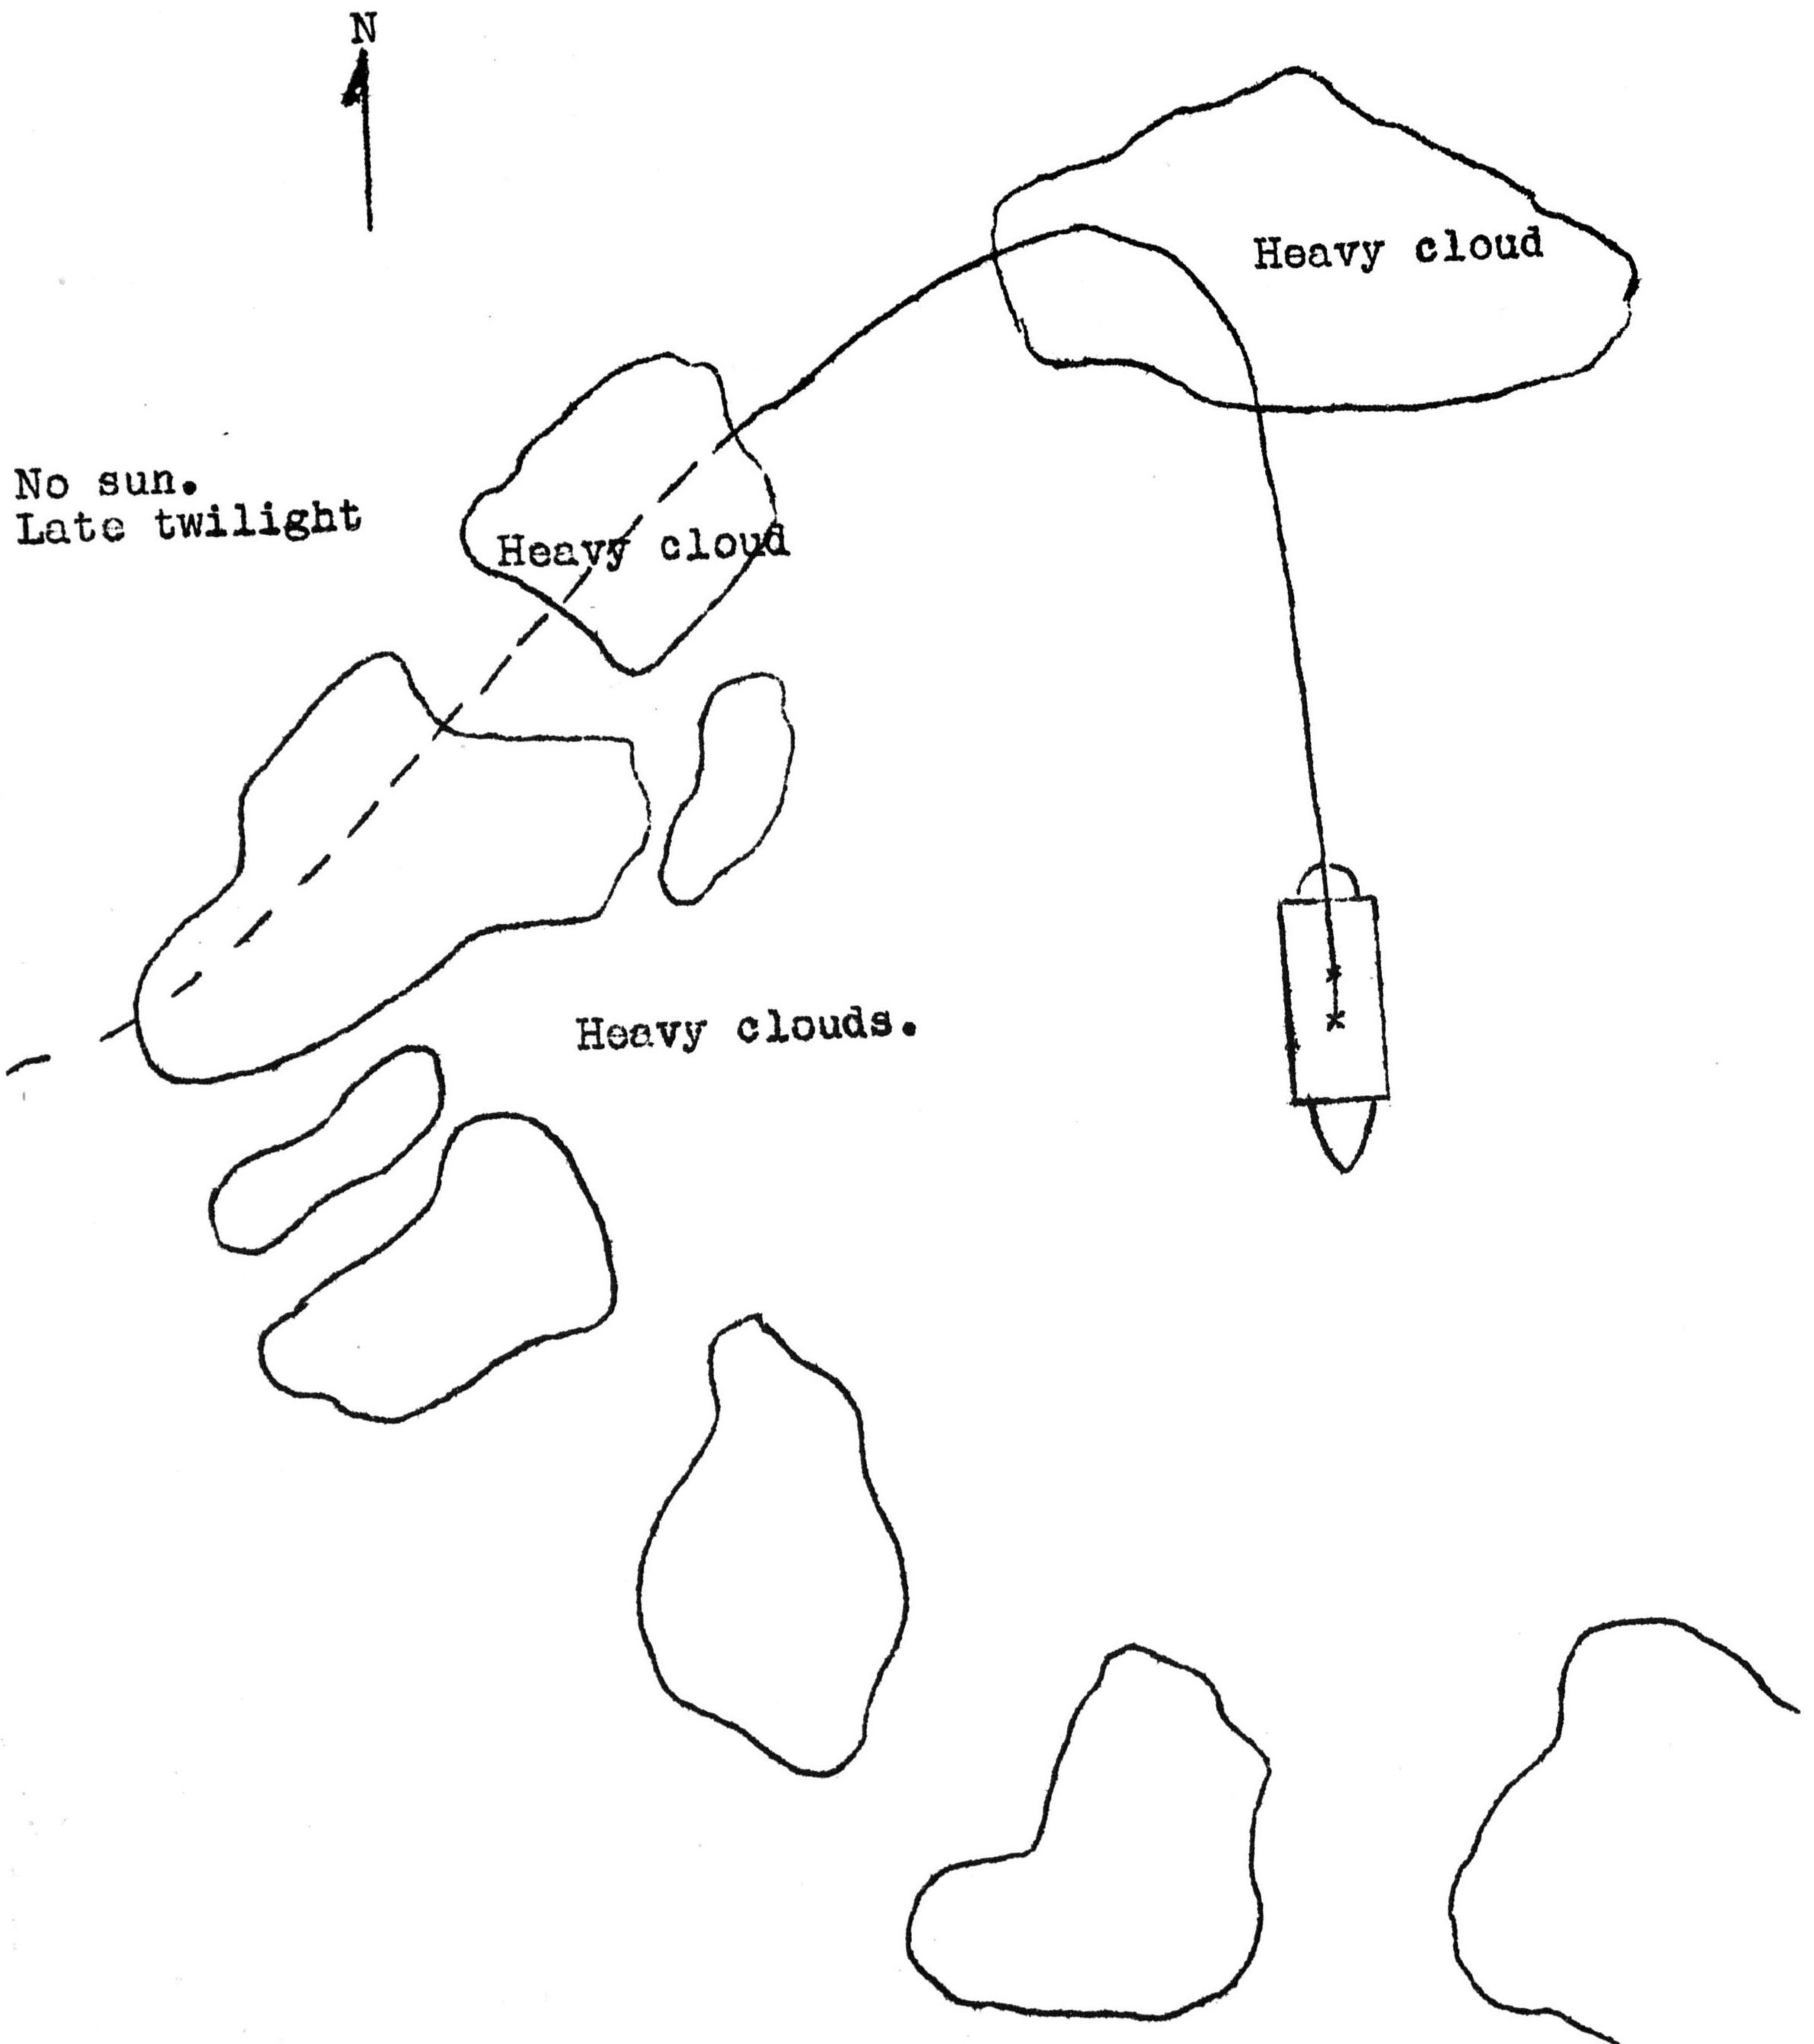 N
Heavy cloud
No sun.
Late twilight
Heavy cloud
Heavy clouds.